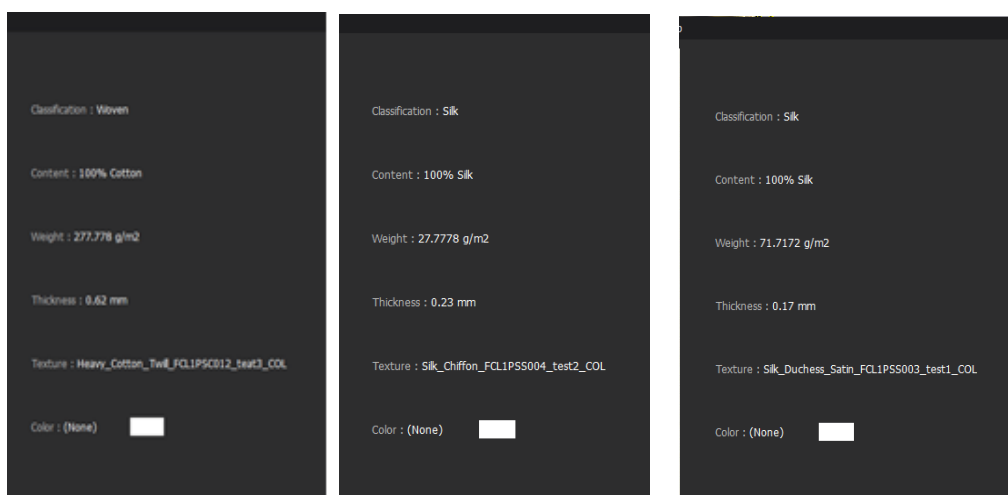 Classification : Woven
Content : 100% Cotton
Weight : 277.778 g/m2
Thickness : 0.62 mm
Texture : Heavy_Cotton_Twill_FCL1PSC012_teat3_COL
Color : (None)
Classification : Silk
Content : 100% Silk
Weight : 27.7778 g/m2
Thickness : 0.23 mm
Texture : Silk_Chiffon_FCL1PSS004_test2_COL
Color : (None)
Classification : Silk
Content : 100% Silk
Weight : 71.7172 g/m2
Thickness : 0.17 mm
Texture : Silk_Duchess_Satin_FCL1PSS003_test1_COL
Color : (None)